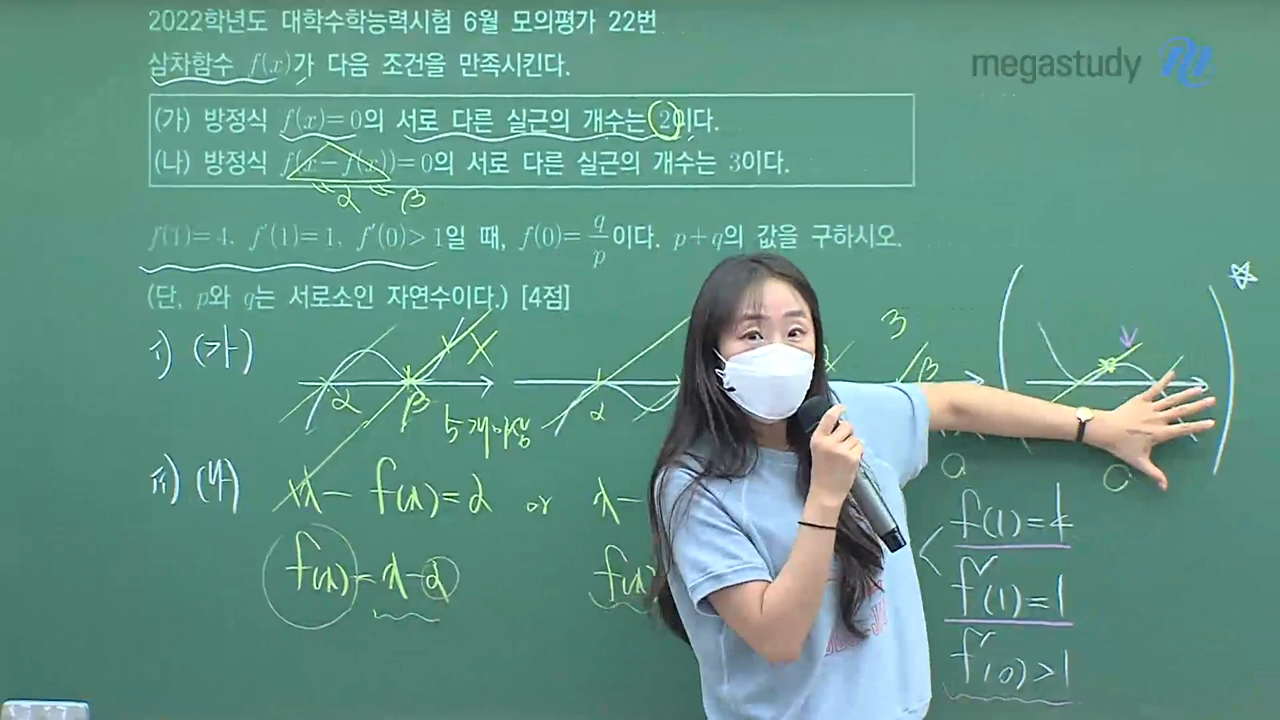 2022학년도 대학수학능력시험 6월 모의평가 22번
megastudy
삼차함수 f(x)가 다음 조건을 만족시킨다.
(가) 방정식 f(x)=0의 서로 다른 실근의 개수는 2이다.
(나) 방정식 f(x-f(x))=0의 서로 다른 실근의 개수는 3이다.
α β
f(1)=4, f′(1)=1, f′(0)>1일 때, f(0)=q/p이다. p+q의 값을 구하시오.
(단, p와 q는 서로소인 자연수이다.) [4점]
i) (가)
α β
α
3
β
5개이상
a
a
ii) (나) x-f(x)=α or x-
f(x)=x-α
f(x)
f(1)=4
f′(1)=1
f′(0)>1